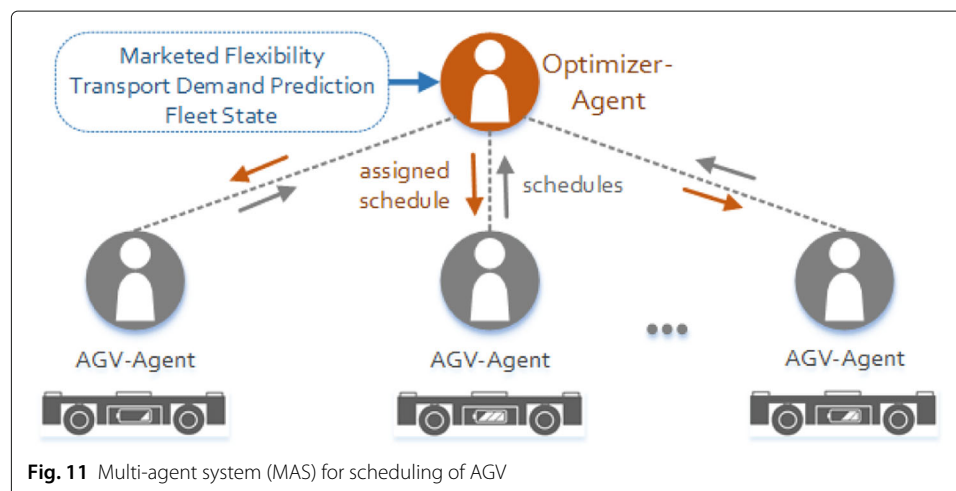 Marketed Flexibility
Transport Demand Prediction
Fleet State
Optimizer-
Agent
assigned
schedule
schedules
AGV-Agent
AGV-Agent
AGV-Agent
Fig. 11 Multi-agent system (MAS) for scheduling of AGV